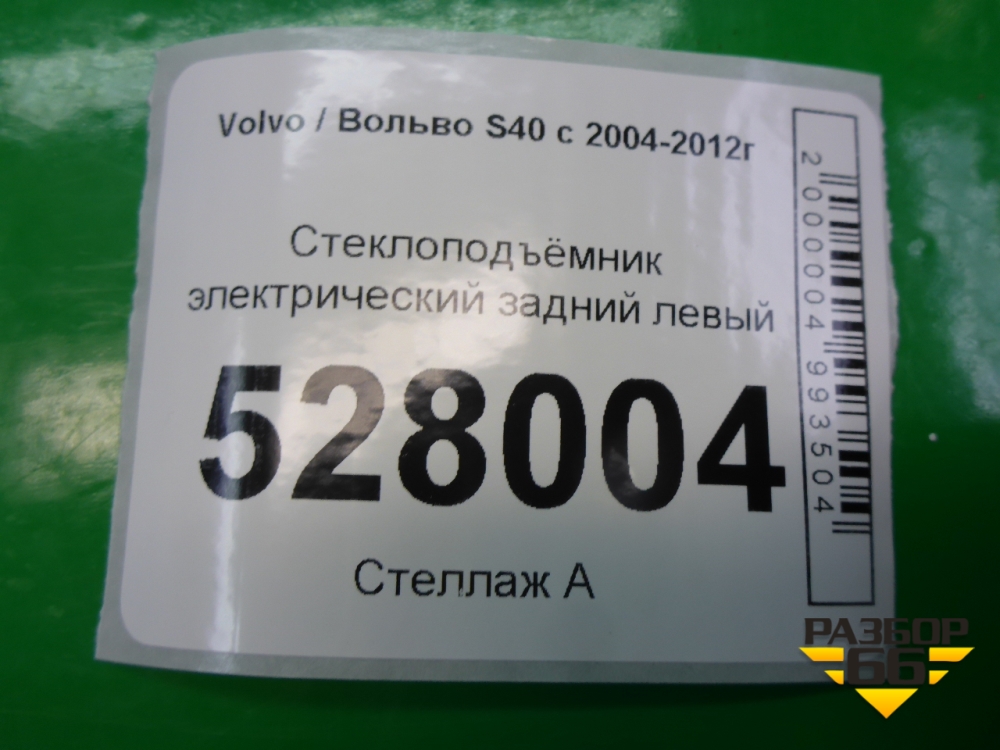 Volvo / Вольво S40 с 2004-2012г
Стеклоподъёмник
электрический задний левый
528004
Стеллаж А
2000004993504
РАЗБОР
66